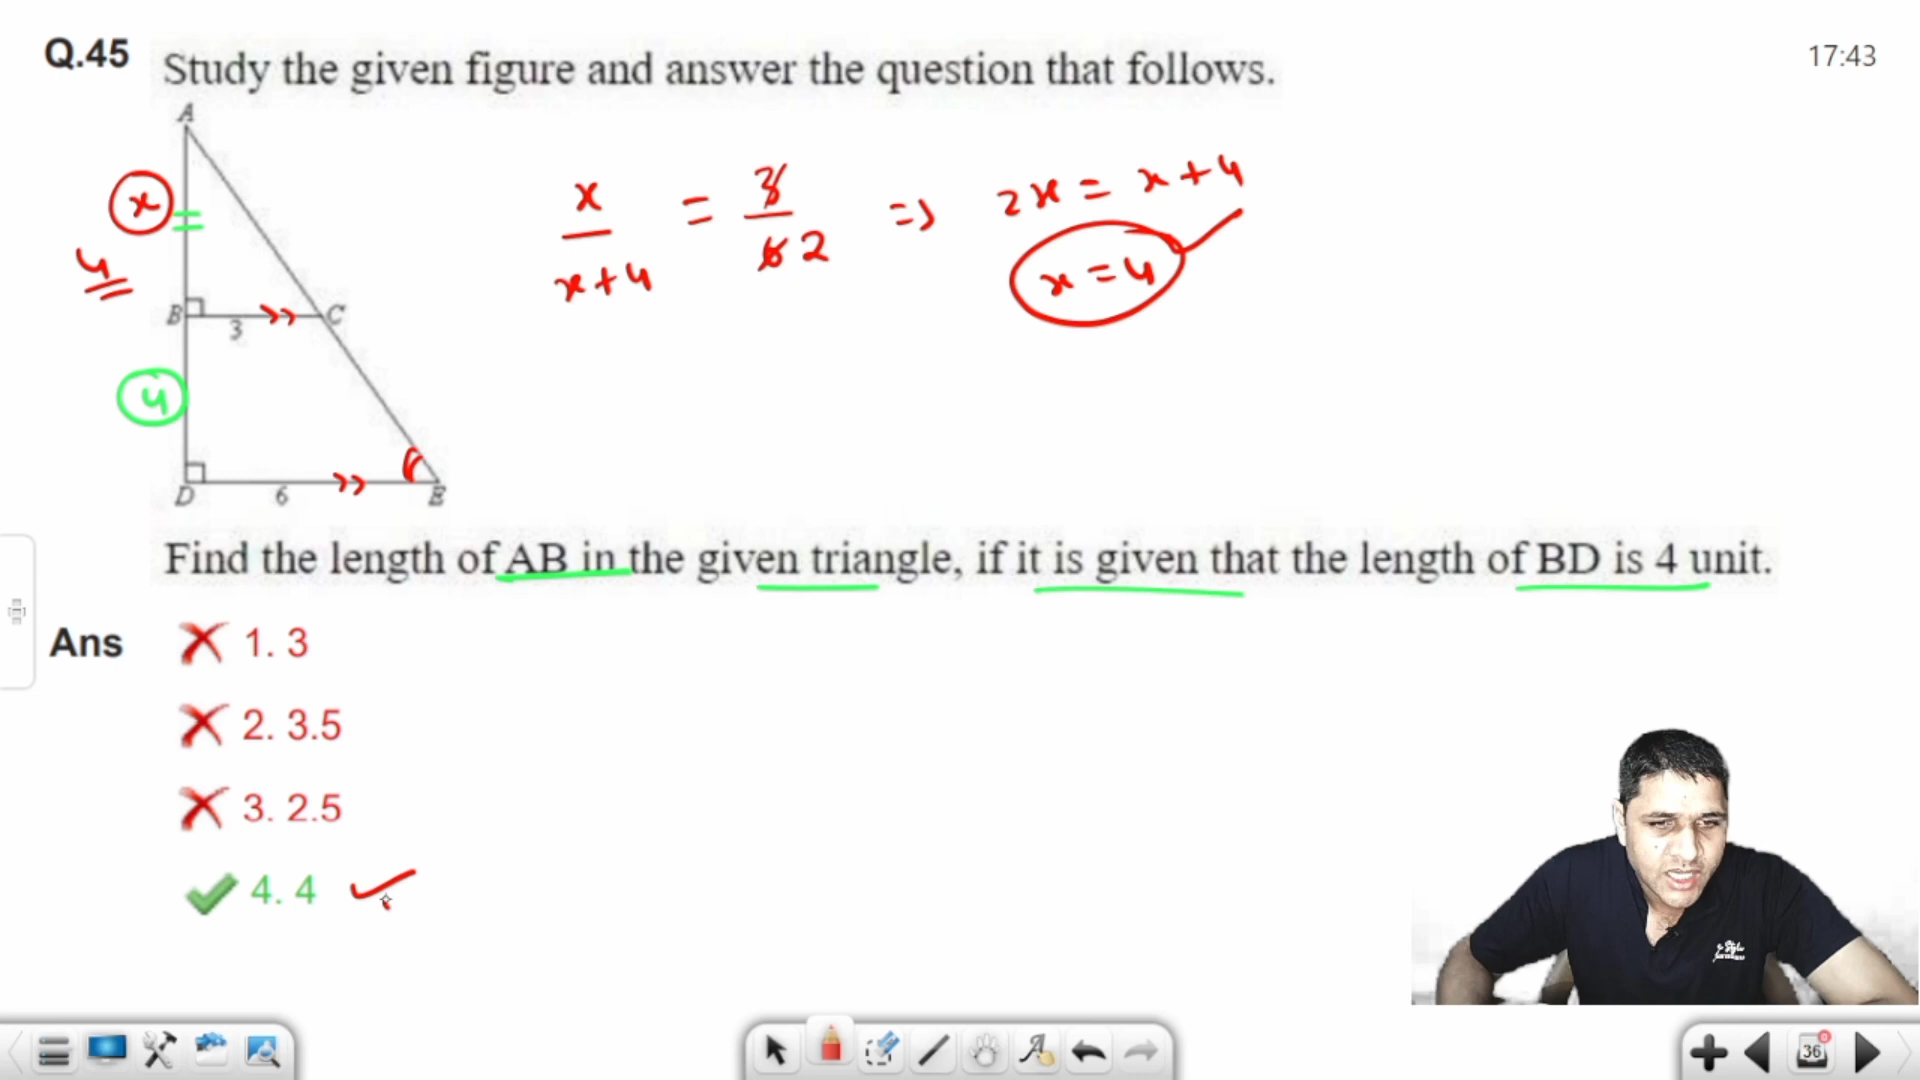 Q.45 Study the given figure and answer the question that follows.
17:43
A
x
4
B
3
C
4
D
6
E
x / x+4 = 3 / 6 2 => 2x = x+4
x = 4
Find the length of AB in the given triangle, if it is given that the length of BD is 4 unit.
Ans 1. 3
2. 3.5
3. 2.5
4. 4
36